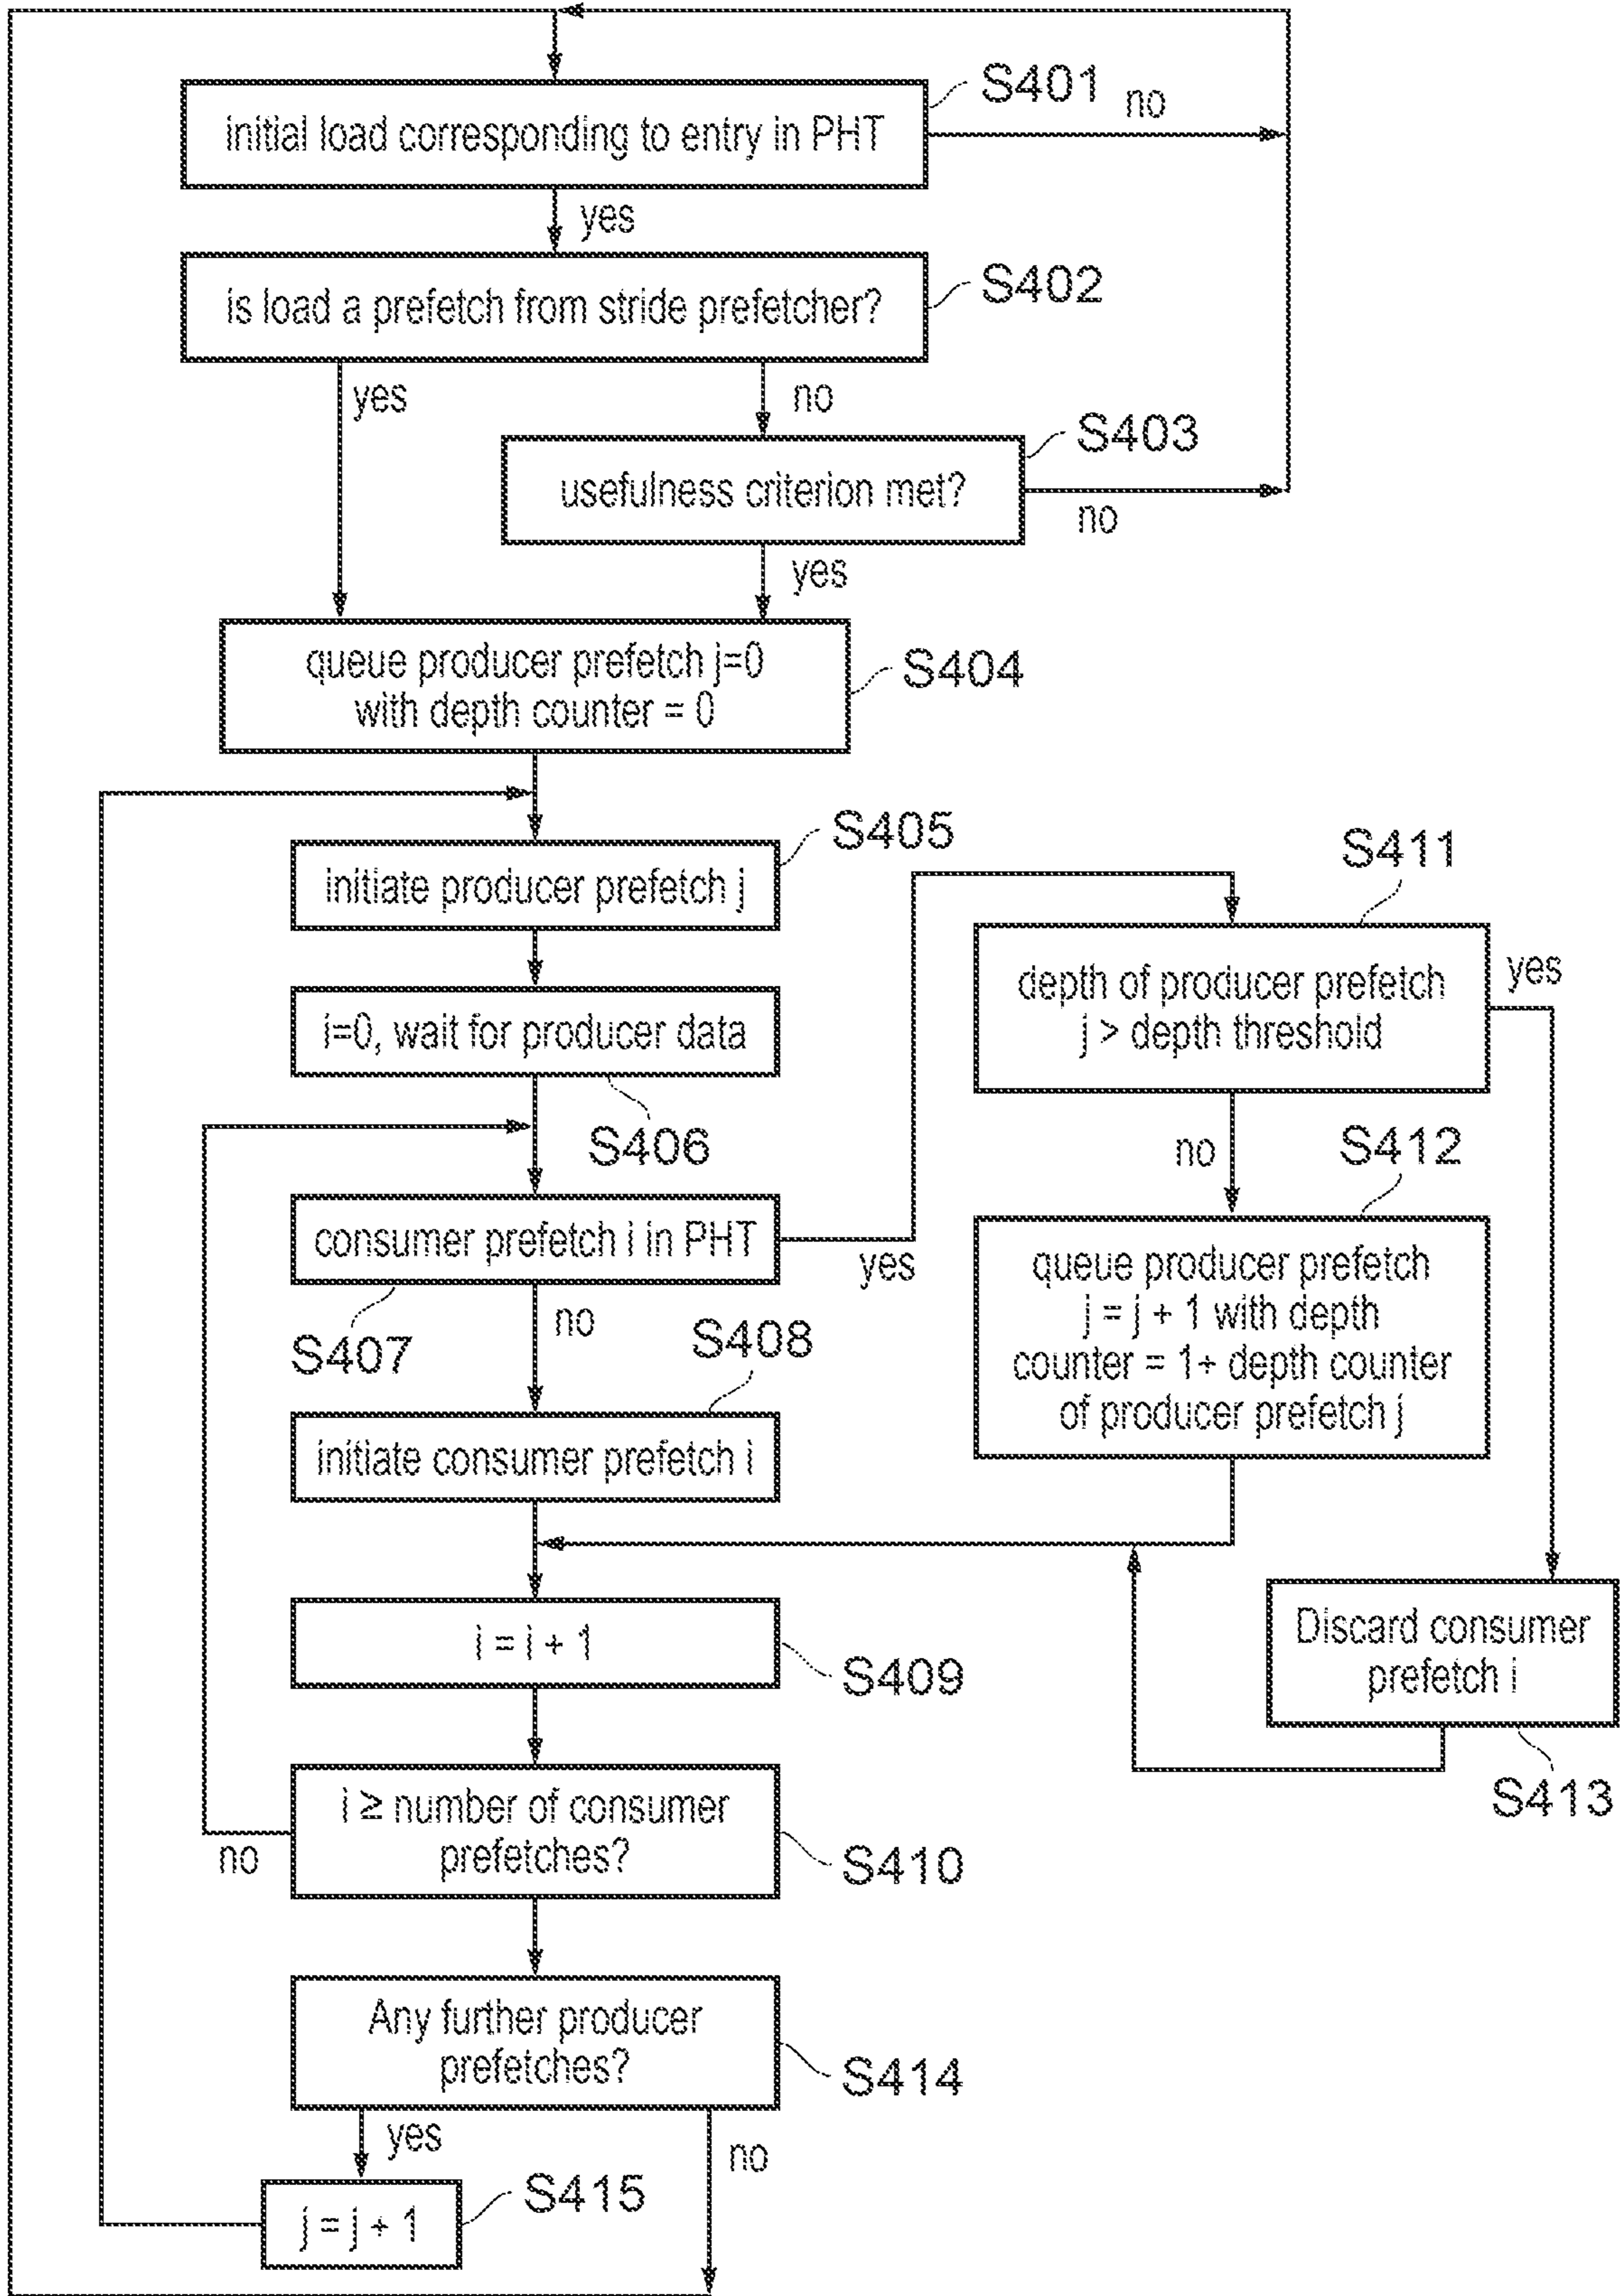 S401
initial load corresponding to entry in PHT
no
yes
is load a prefetch from stride prefetcher?
S402
yes
no
usefulness criterion met?
S403
no
yes
queue producer prefetch j=0
with depth counter = 0
S404
initiate producer prefetch j
S405
i=0, wait for producer data
S406
consumer prefetch i in PHT
yes
S407
no
initiate consumer prefetch i
S408
i = i + 1
S409
i ≥ number of consumer
prefetches?
no
S410
depth of producer prefetch
j > depth threshold
S411
yes
no
S412
queue producer prefetch
j = j + 1 with depth
counter = 1+ depth counter
of producer prefetch j
Discard consumer
prefetch i
S413
Any further producer
prefetches?
S414
yes
no
j = j + 1
S415